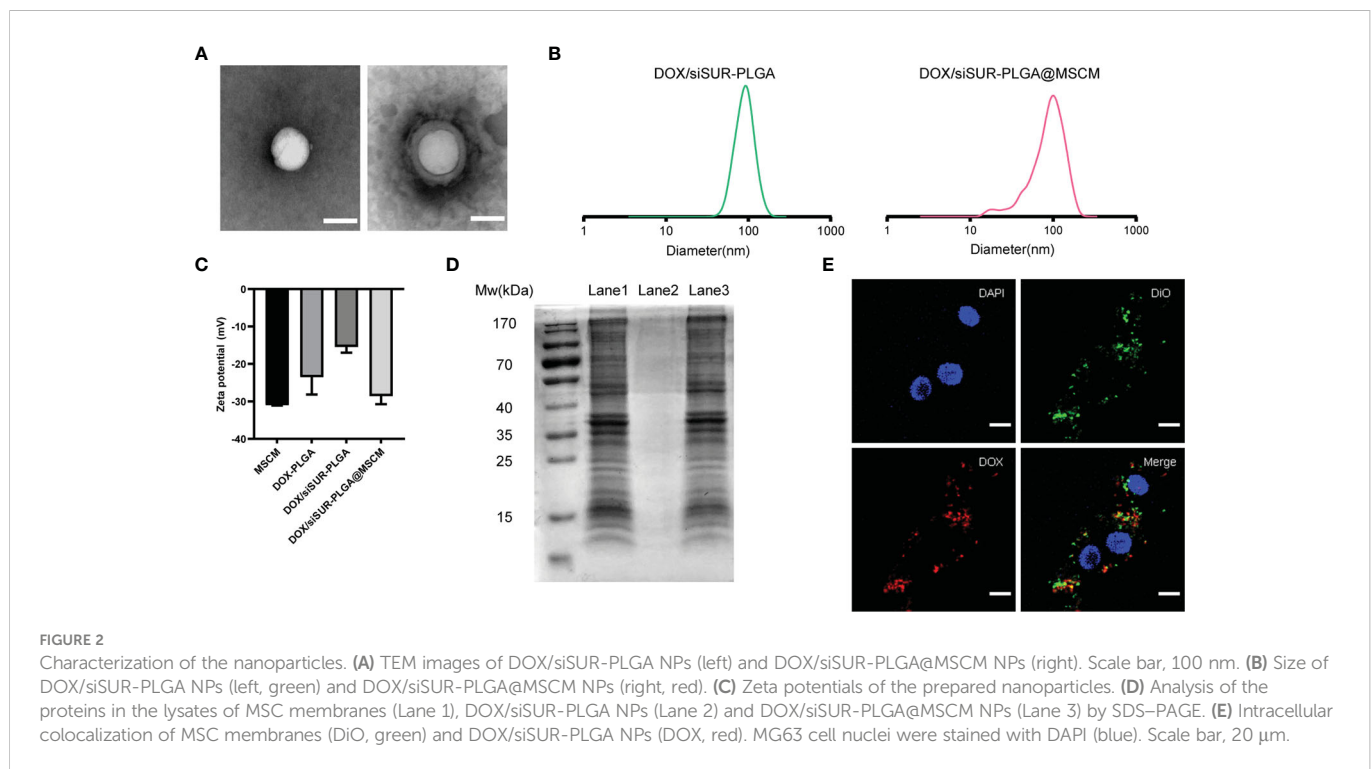 A
B
DOX/siSUR-PLGA
DOX/siSUR-PLGA@MSCM
1 10 100 1000
Diameter(nm)
1 10 100 1000
Diameter(nm)
C
0
-10
-20
-30
-40
Zeta potential (mV)
MSCM
DOX-PLGA
DOX/siSUR-PLGA
DOX/siSUR-PLGA@MSCM
D
Mw(kDa) Lane1 Lane2 Lane3
170
70
40
35
25
15
E
DAPI
DiO
DOX
Merge
FIGURE 2
Characterization of the nanoparticles. (A) TEM images of DOX/siSUR-PLGA NPs (left) and DOX/siSUR-PLGA@MSCM NPs (right). Scale bar, 100 nm. (B) Size of
DOX/siSUR-PLGA NPs (left, green) and DOX/siSUR-PLGA@MSCM NPs (right, red). (C) Zeta potentials of the prepared nanoparticles. (D) Analysis of the
proteins in the lysates of MSC membranes (Lane 1), DOX/siSUR-PLGA NPs (Lane 2) and DOX/siSUR-PLGA@MSCM NPs (Lane 3) by SDS–PAGE. (E) Intracellular
colocalization of MSC membranes (DiO, green) and DOX/siSUR-PLGA NPs (DOX, red). MG63 cell nuclei were stained with DAPI (blue). Scale bar, 20 μm.